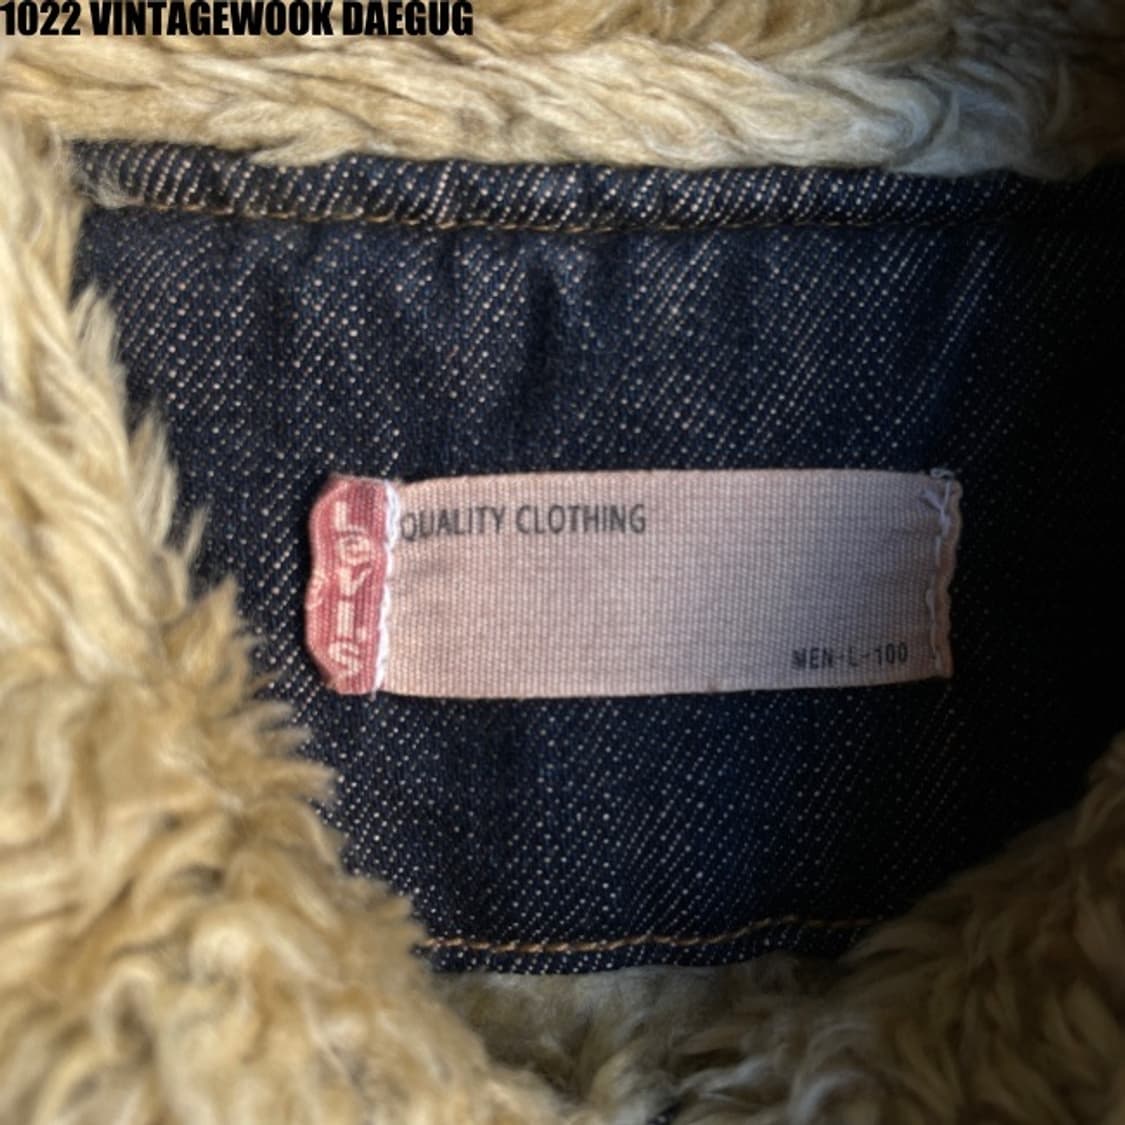 1022 VINTAGEWOOK DAEGUG
QUALITY CLOTHING
Levi's
MEN-L-100